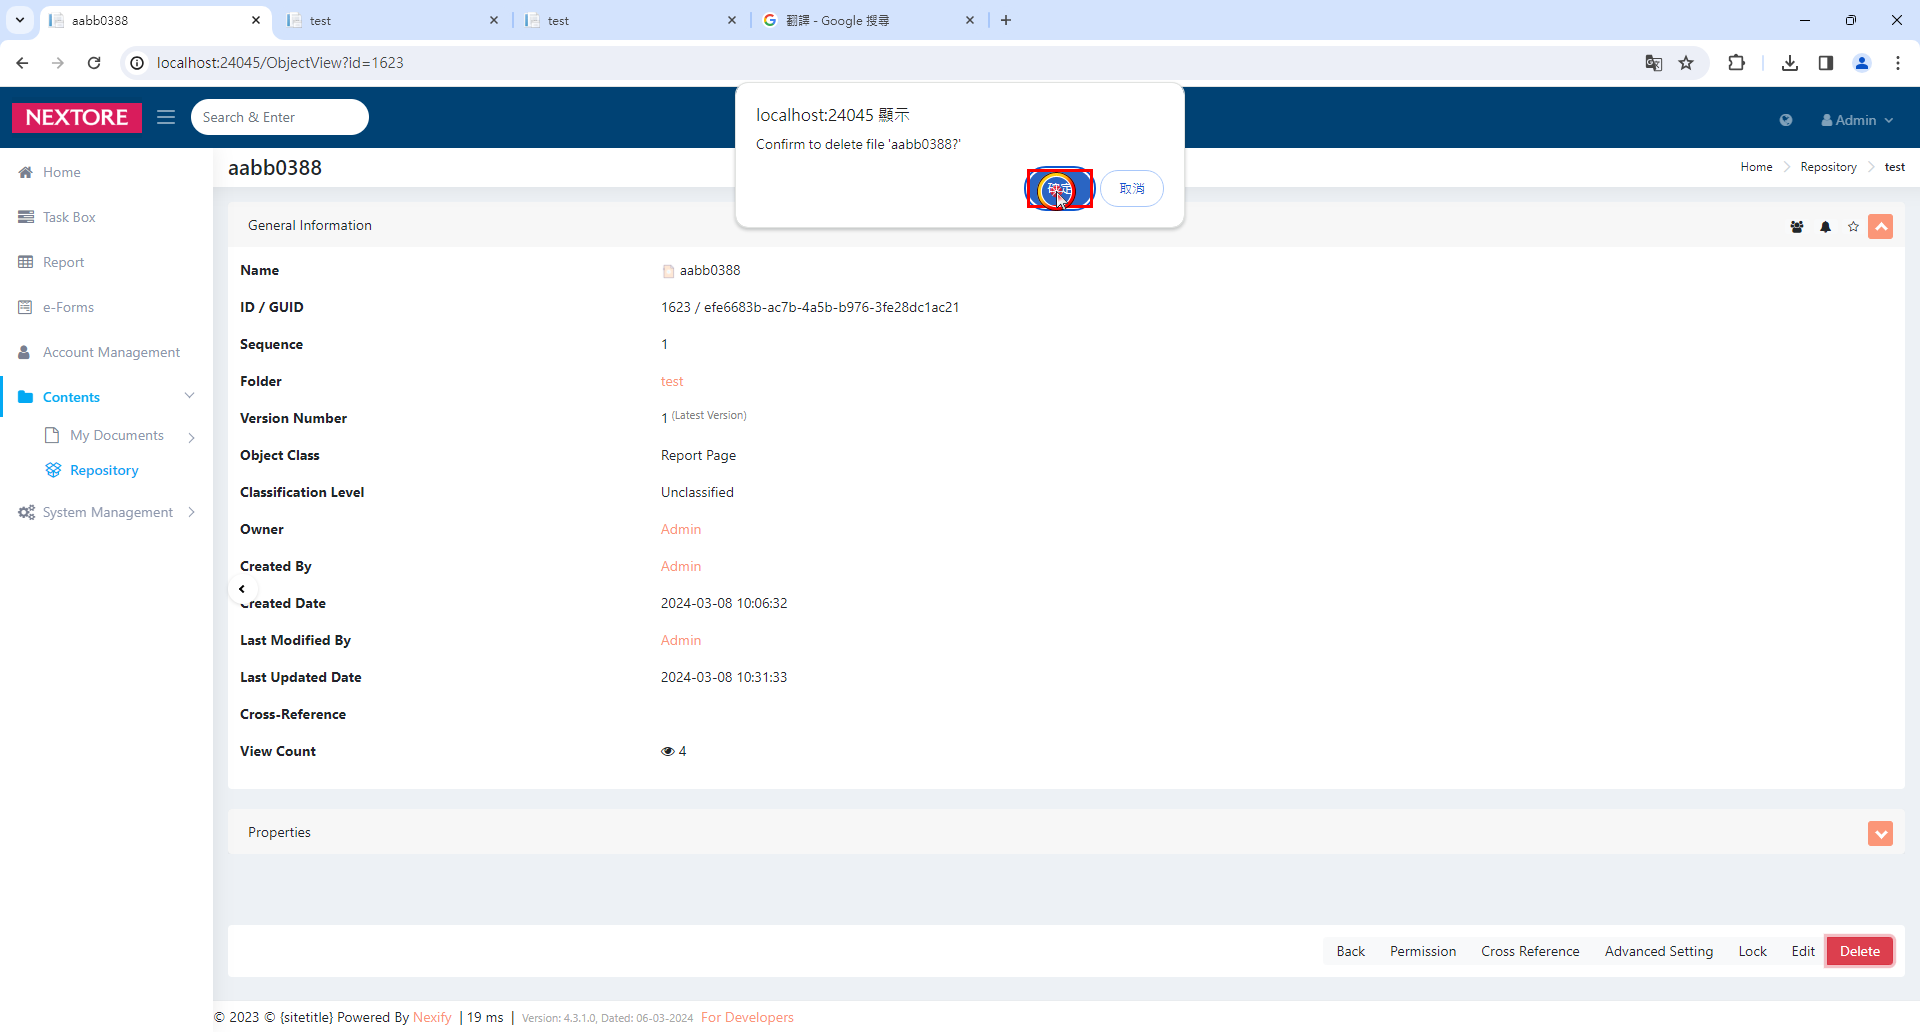 aabb0388
test
test
翻譯 - Google 搜尋
localhost:24045/ObjectView?id=1623
NEXTORE
Search & Enter
Admin
localhost:24045 顯示
Confirm to delete file 'aabb0388?'
確定
取消
Home
Task Box
Report
e-Forms
Account Management
Contents
My Documents
Repository
System Management
aabb0388
Home
Repository
test
General Information
Name
aabb0388
ID / GUID
1623 / efe6683b-ac7b-4a5b-b976-3fe28dc1ac21
Sequence
1
Folder
test
Version Number
1 (Latest Version)
Object Class
Report Page
Classification Level
Unclassified
Owner
Admin
Created By
Admin
Created Date
2024-03-08 10:06:32
Last Modified By
Admin
Last Updated Date
2024-03-08 10:31:33
Cross-Reference
View Count
4
Properties
Back
Permission
Cross Reference
Advanced Setting
Lock
Edit
Delete
© 2023 © {sitetitle} Powered By Nexify | 19 ms | Version: 4.3.1.0, Dated: 06-03-2024 For Developers